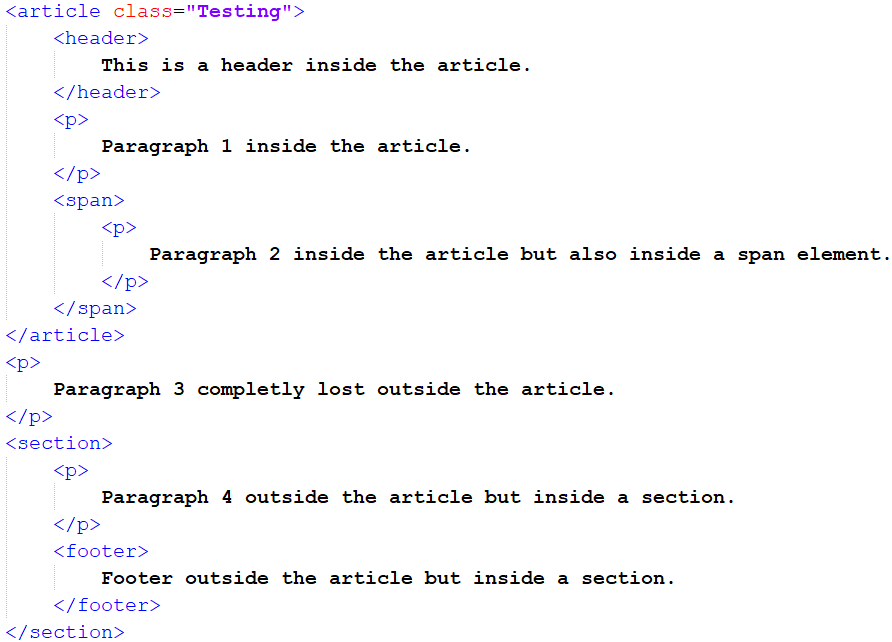 <article class="Testing">
<header>
This is a header inside the article.
</header>
<p>
Paragraph 1 inside the article.
</p>
<span>
<p>
Paragraph 2 inside the article but also inside a span element.
</p>
</span>
</article>
<p>
Paragraph 3 completly lost outside the article.
</p>
<section>
<p>
Paragraph 4 outside the article but inside a section.
</p>
<footer>
Footer outside the article but inside a section.
</footer>
</section>